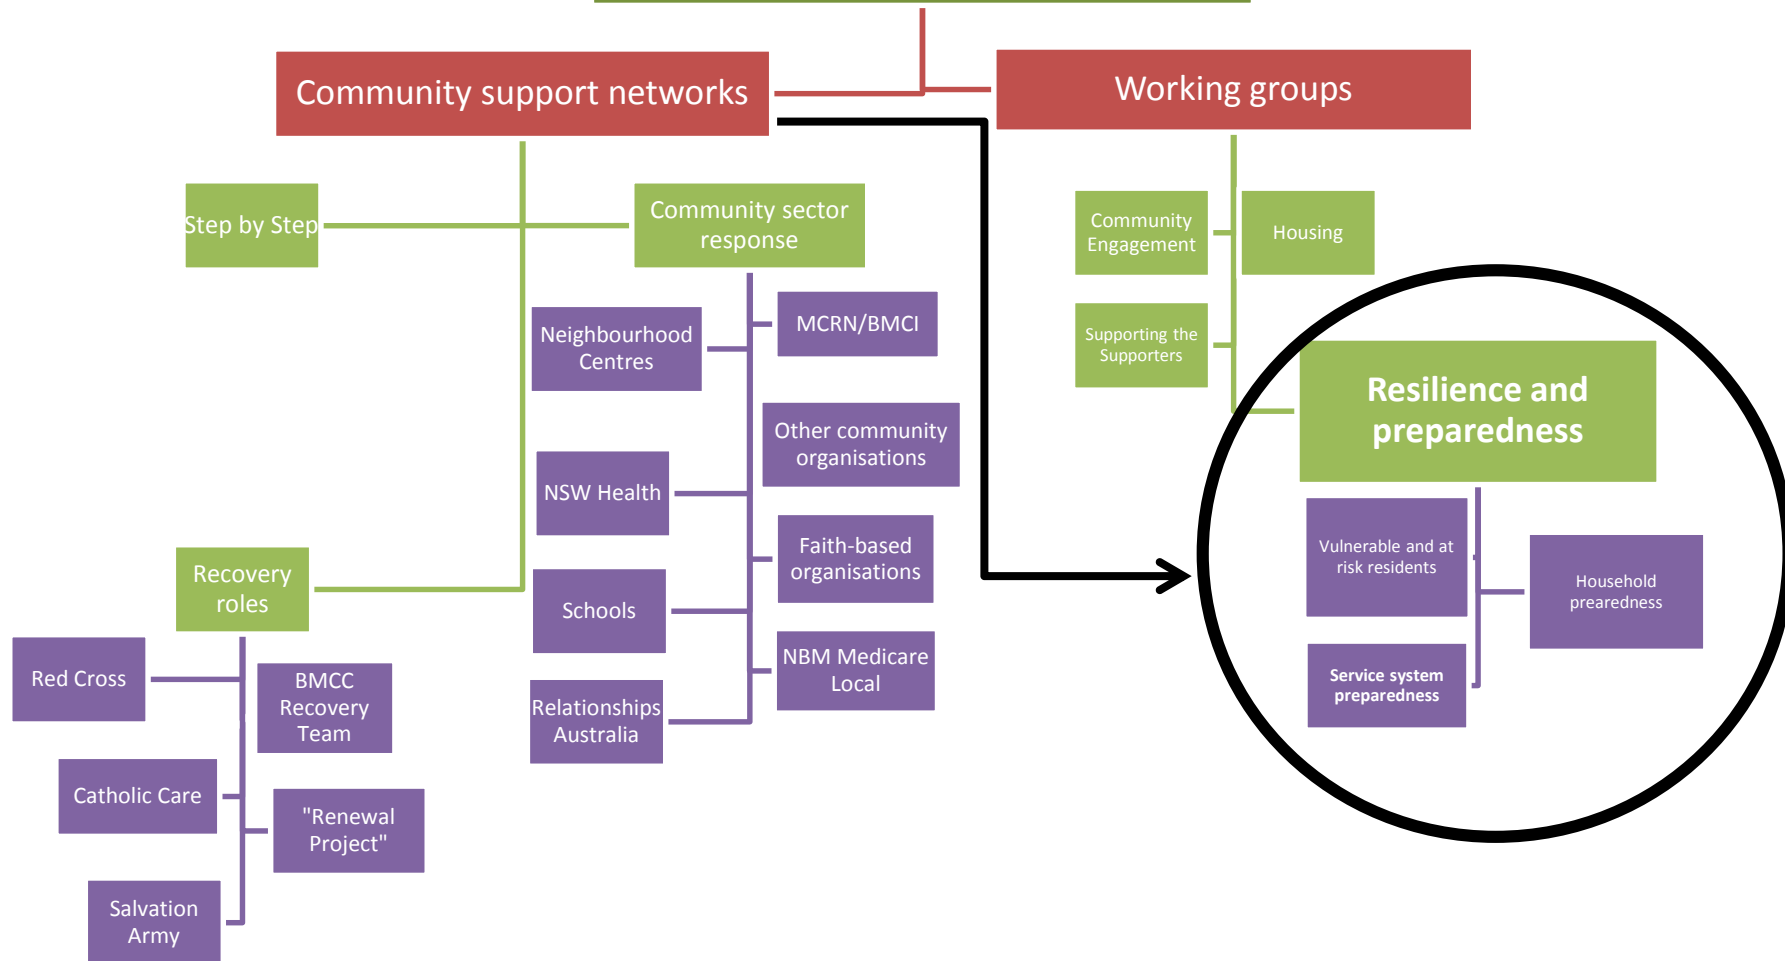 Community support networks
Working groups
Step by Step
Community sector
response
Community
Engagement
Housing
Neighbourhood
Centres
MCRN/BMCI
Supporting the
Supporters
Resilience and
preparedness
Other community
organisations
NSW Health
Vulnerable and at
risk residents
Household
prearedness
Faith-based
organisations
Recovery
roles
Schools
Red Cross
BMCC
Recovery
Team
NBM Medicare
Local
Service system
preparedness
Relationships
Australia
Catholic Care
"Renewal
Project"
Salvation
Army